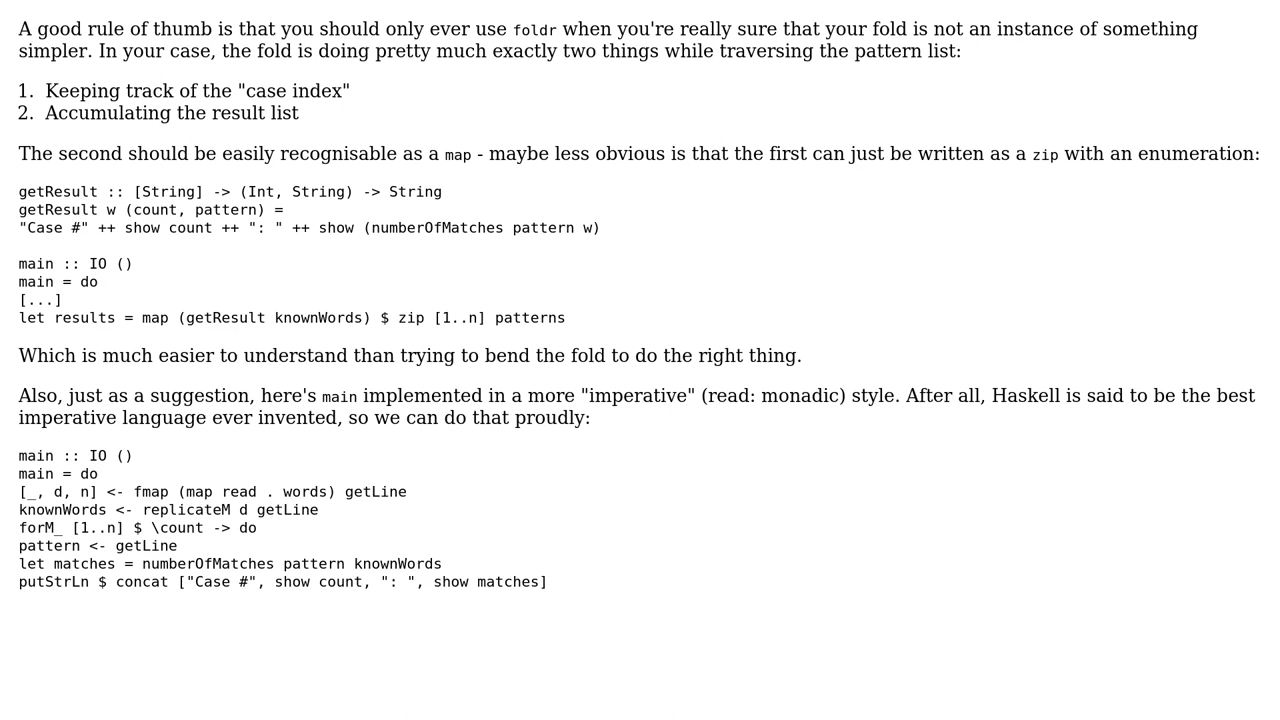 A good rule of thumb is that you should only ever use foldr when you're really sure that your fold is not an instance of something
simpler. In your case, the fold is doing pretty much exactly two things while traversing the pattern list:
1. Keeping track of the "case index"
2. Accumulating the result list
The second should be easily recognisable as a map - maybe less obvious is that the first can just be written as a zip with an enumeration:
getResult :: [String] -> (Int, String) -> String
getResult w (count, pattern) =
"Case #" ++ show count ++ ": " ++ show (numberOfMatches pattern w)
main :: IO ()
main = do
[...]
let results = map (getResult knownWords) $ zip [1..n] patterns
Which is much easier to understand than trying to bend the fold to do the right thing.
Also, just as a suggestion, here's main implemented in a more "imperative" (read: monadic) style. After all, Haskell is said to be the best
imperative language ever invented, so we can do that proudly:
main :: IO ()
main = do
[_, d, n] <- fmap (map read . words) getLine
knownWords <- replicateM d getLine
forM_ [1..n] $ \count -> do
pattern <- getLine
let matches = numberOfMatches pattern knownWords
putStrLn $ concat ["Case #", show count, ": ", show matches]